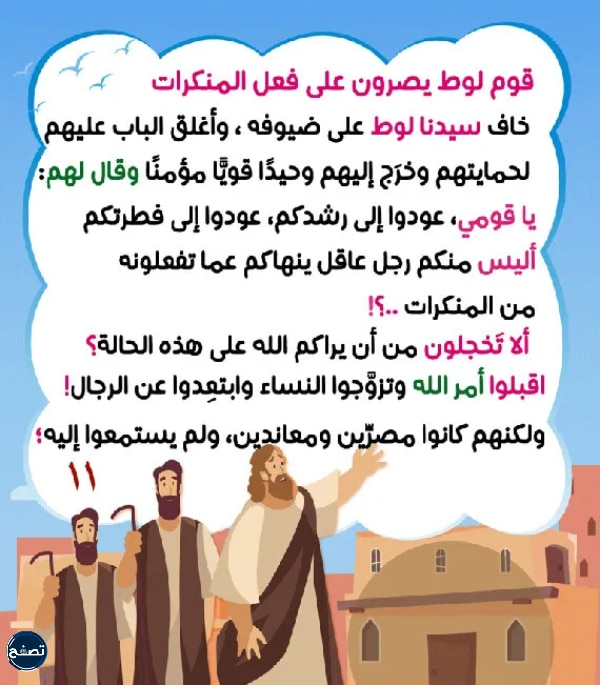 قوم لوط يصرون على فعل المنكرات
خاف سيدنا لوط على ضيوفه ، وأغلق الباب عليهم
لحمايتهم وخرَج إليهم وحيدًا قويًّا مؤمنًا وقال لهم:
يا قومي، عودوا إلى رشدكم، عودوا إلى فطرتكم
أليس منكم رجل عاقل ينهاكم عما تفعلونه
من المنكرات ..؟!
ألا تَخجلون من أن يراكم الله على هذه الحالة؟
اقبلوا أمر الله وتزوَّجوا النساء وابتعِدوا عن الرجال!
ولكنهم كانوا مصرِّين ومعاندين، ولم يستمعوا إليه؛
١١
تصفح